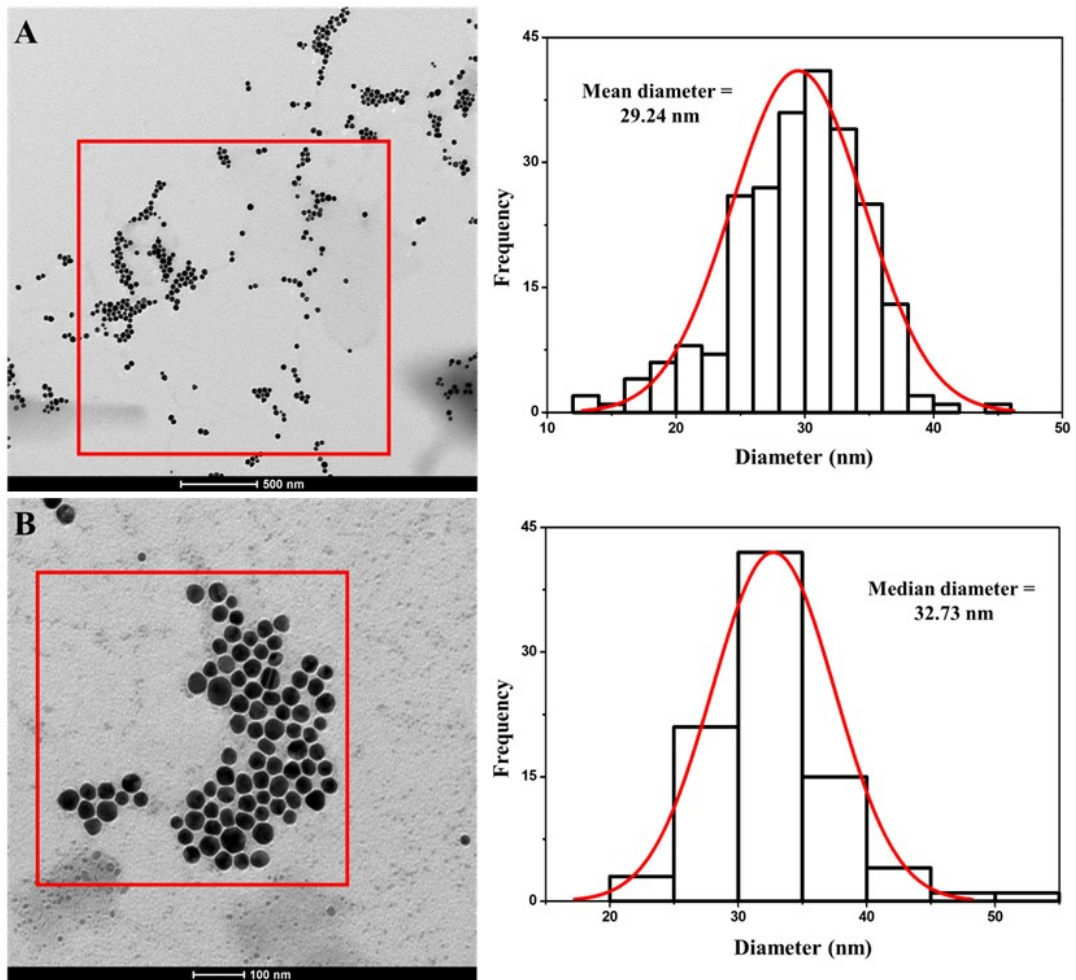 A
500 nm
45
30
15
0
10
20
30
40
50
Frequency
Diameter (nm)
Mean diameter =
29.24 nm
B
100 nm
45
30
15
0
20
30
40
50
Frequency
Diameter (nm)
Median diameter =
32.73 nm